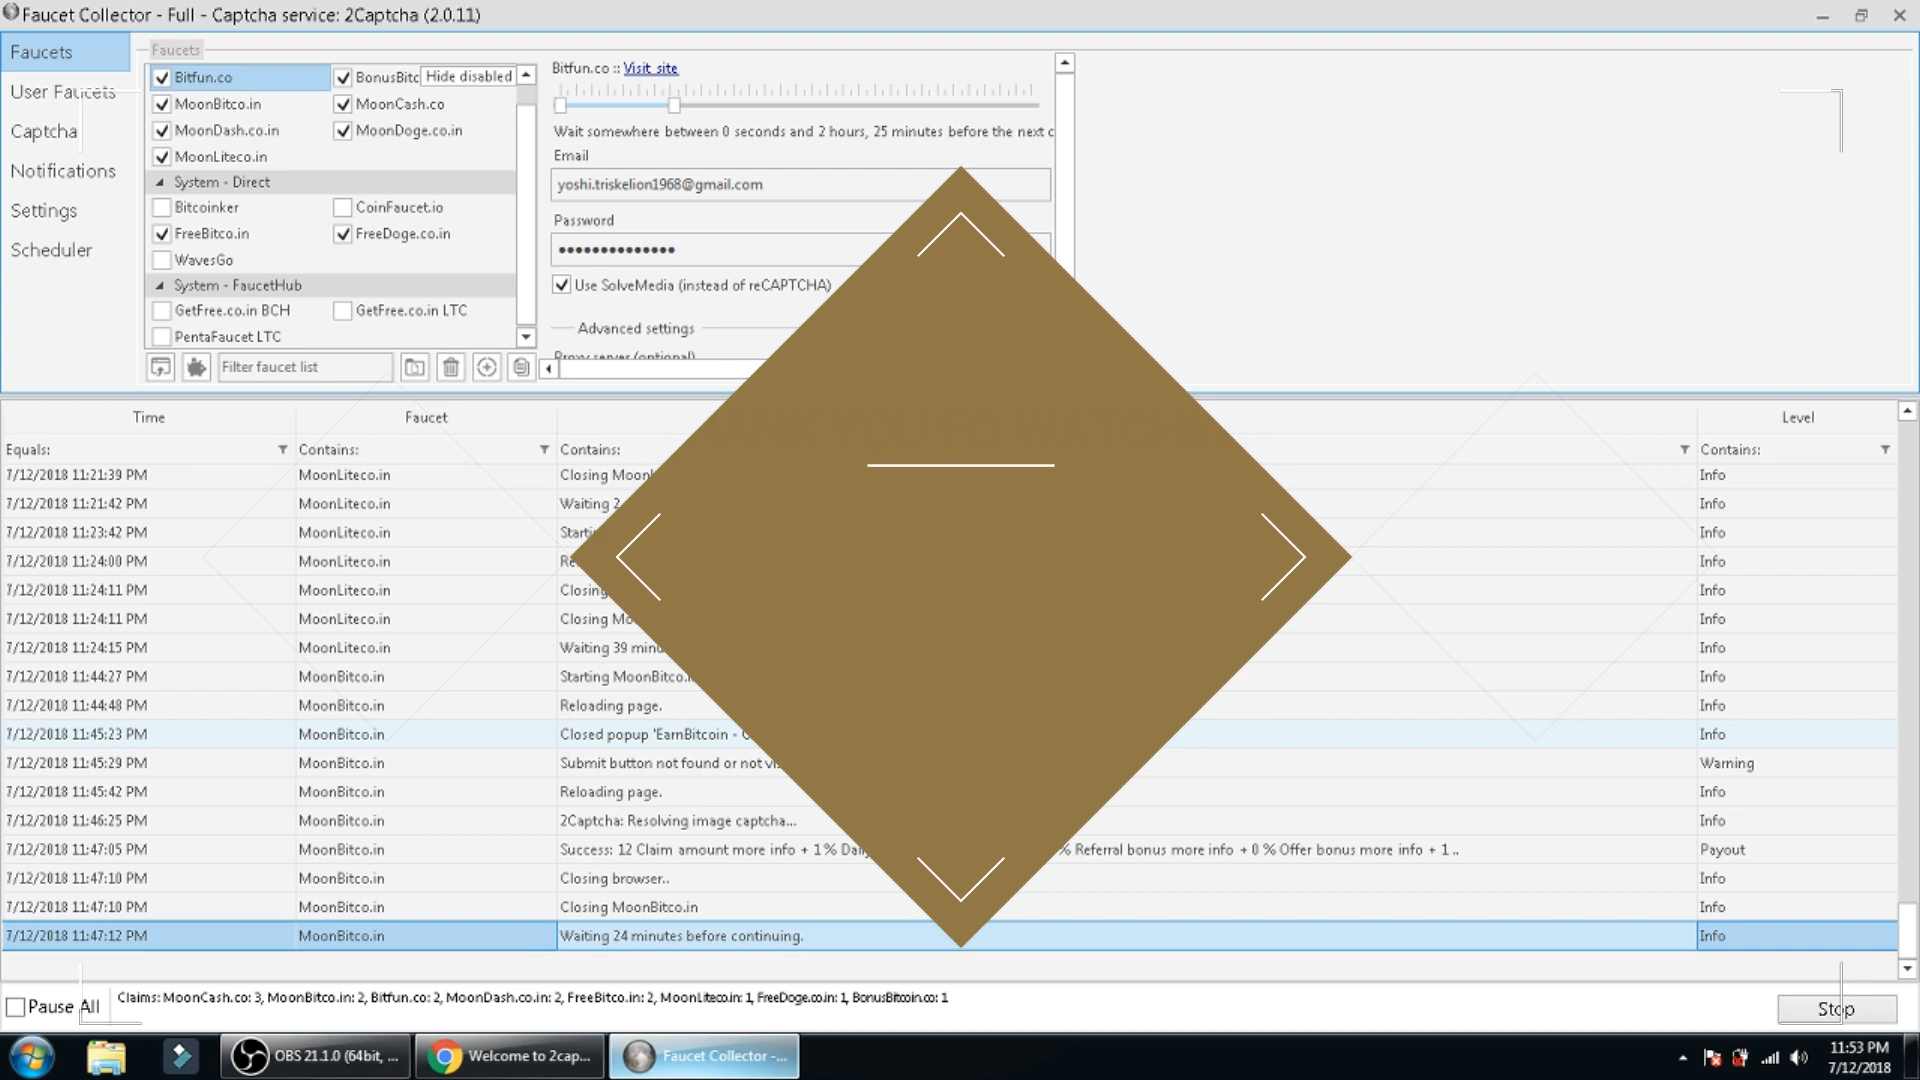 Faucet Collector - Full - Captcha service: 2Captcha (2.0.11)
Faucets
User Faucets
Captcha
Notifications
Settings
Scheduler
Faucets
Bitfun.co
BonusBitc
Hide disabled
MoonBitco.in
MoonCash.co
MoonDash.co.in
MoonDoge.co.in
MoonLiteco.in
System - Direct
Bitcoinker
CoinFaucet.io
FreeBitco.in
FreeDoge.co.in
WavesGo
System - FaucetHub
GetFree.co.in BCH
GetFree.co.in LTC
PentaFaucet LTC
Filter faucet list
Bitfun.co :: Visit site
Wait somewhere between 0 seconds and 2 hours, 25 minutes before the next c
Email
yoshi.triskelion1968@gmail.com
Password
Use SolveMedia (instead of reCAPTCHA)
Advanced settings
Proxy server (optional)
Time Faucet Level
Equals: Contains: Contains: Contains:
7/12/2018 11:21:39 PM MoonLiteco.in Closing Moonl Info
7/12/2018 11:21:42 PM MoonLiteco.in Waiting 2 Info
7/12/2018 11:23:42 PM MoonLiteco.in Starti Info
7/12/2018 11:24:00 PM MoonLiteco.in Re Info
7/12/2018 11:24:11 PM MoonLiteco.in Closing Info
7/12/2018 11:24:11 PM MoonLiteco.in Closing Mo Info
7/12/2018 11:24:15 PM MoonLiteco.in Waiting 39 minu Info
7/12/2018 11:44:27 PM MoonBitco.in Starting MoonBitco.i Info
7/12/2018 11:44:48 PM MoonBitco.in Reloading page. Info
7/12/2018 11:45:23 PM MoonBitco.in Closed popup 'EarnBitcoin - Info
7/12/2018 11:45:29 PM MoonBitco.in Submit button not found or not vi Warning
7/12/2018 11:45:42 PM MoonBitco.in Reloading page. Info
7/12/2018 11:46:25 PM MoonBitco.in 2Captcha: Resolving image captcha... Info
7/12/2018 11:47:05 PM MoonBitco.in Success: 12 Claim amount more info + 1 % Dail % Referral bonus more info + 0 % Offer bonus more info + 1 .. Payout
7/12/2018 11:47:10 PM MoonBitco.in Closing browser.. Info
7/12/2018 11:47:10 PM MoonBitco.in Closing MoonBitco.in Info
7/12/2018 11:47:12 PM MoonBitco.in Waiting 24 minutes before continuing. Info
Pause All
Claims: MoonCash.co: 3, MoonBitco.in: 2, Bitfun.co: 2, MoonDash.co.in: 2, FreeBitco.in: 2, MoonLiteco.in: 1, FreeDoge.co.in: 1, BonusBitcoin.co: 1
Stop
OBS 21.1.0 (64bit, ...
Welcome to 2cap...
Faucet Collector -...
11:53 PM
7/12/2018